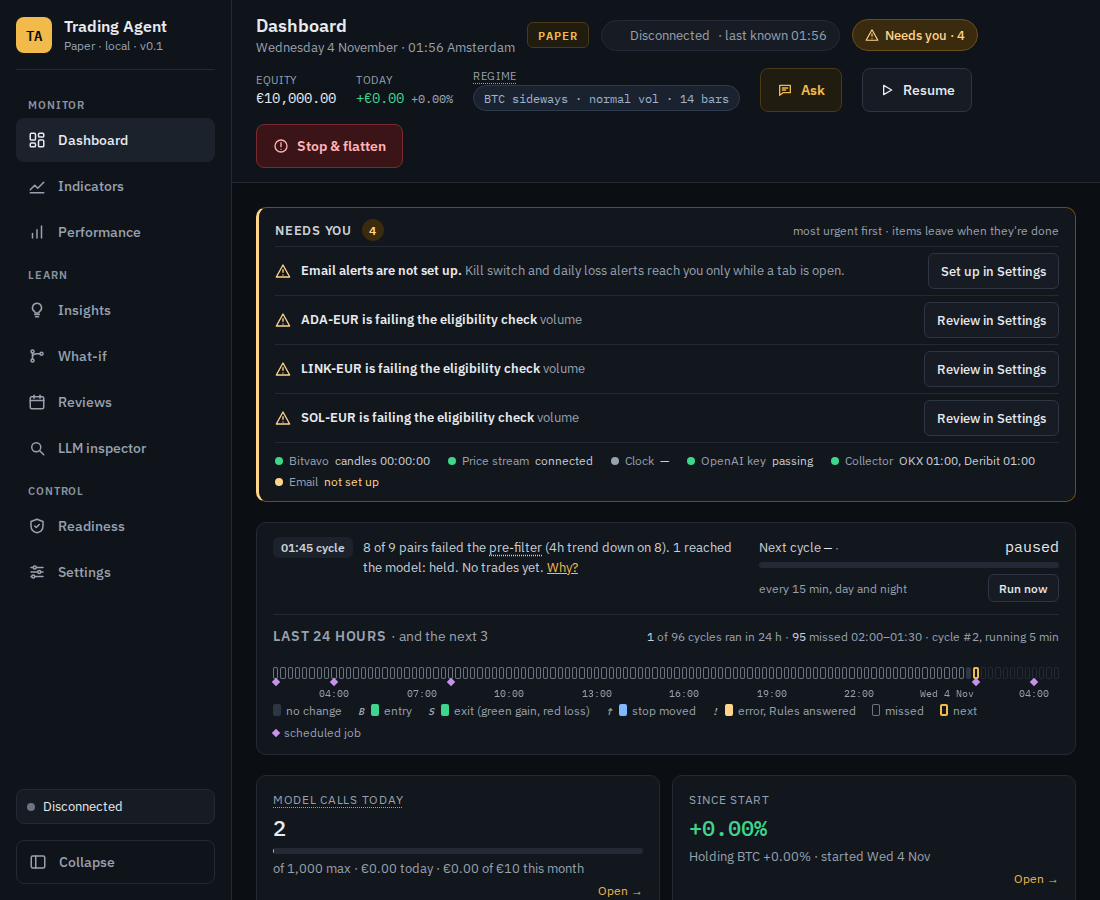 TA
Trading Agent
Paper · local · v0.1
MONITOR
Dashboard
Indicators
Performance
LEARN
Insights
What-if
Reviews
LLM inspector
CONTROL
Readiness
Settings
Disconnected
Collapse
Dashboard
Wednesday 4 November · 01:56 Amsterdam
PAPER
Disconnected · last known 01:56
Needs you · 4
EQUITY
€10,000.00
TODAY
+€0.00 +0.00%
REGIME
BTC sideways · normal vol · 14 bars
Ask
Resume
Stop & flatten
NEEDS YOU 4
most urgent first · items leave when they're done
Email alerts are not set up. Kill switch and daily loss alerts reach you only while a tab is open.
Set up in Settings
ADA-EUR is failing the eligibility check volume
Review in Settings
LINK-EUR is failing the eligibility check volume
Review in Settings
SOL-EUR is failing the eligibility check volume
Review in Settings
Bitvavo candles 00:00:00 Price stream connected Clock — OpenAI key passing Collector OKX 01:00, Deribit 01:00
Email not set up
01:45 cycle
8 of 9 pairs failed the pre-filter (4h trend down on 8). 1 reached
the model: held. No trades yet. Why?
Next cycle — · paused
every 15 min, day and night
Run now
LAST 24 HOURS · and the next 3
1 of 96 cycles ran in 24 h · 95 missed 02:00–01:30 · cycle #2, running 5 min
04:00 07:00 10:00 13:00 16:00 19:00 22:00 Wed 4 Nov 04:00
no change B entry S exit (green gain, red loss) ↑ stop moved ! error, Rules answered missed next
scheduled job
MODEL CALLS TODAY
2
of 1,000 max · €0.00 today · €0.00 of €10 this month
Open →
SINCE START
+0.00%
Holding BTC +0.00% · started Wed 4 Nov
Open →